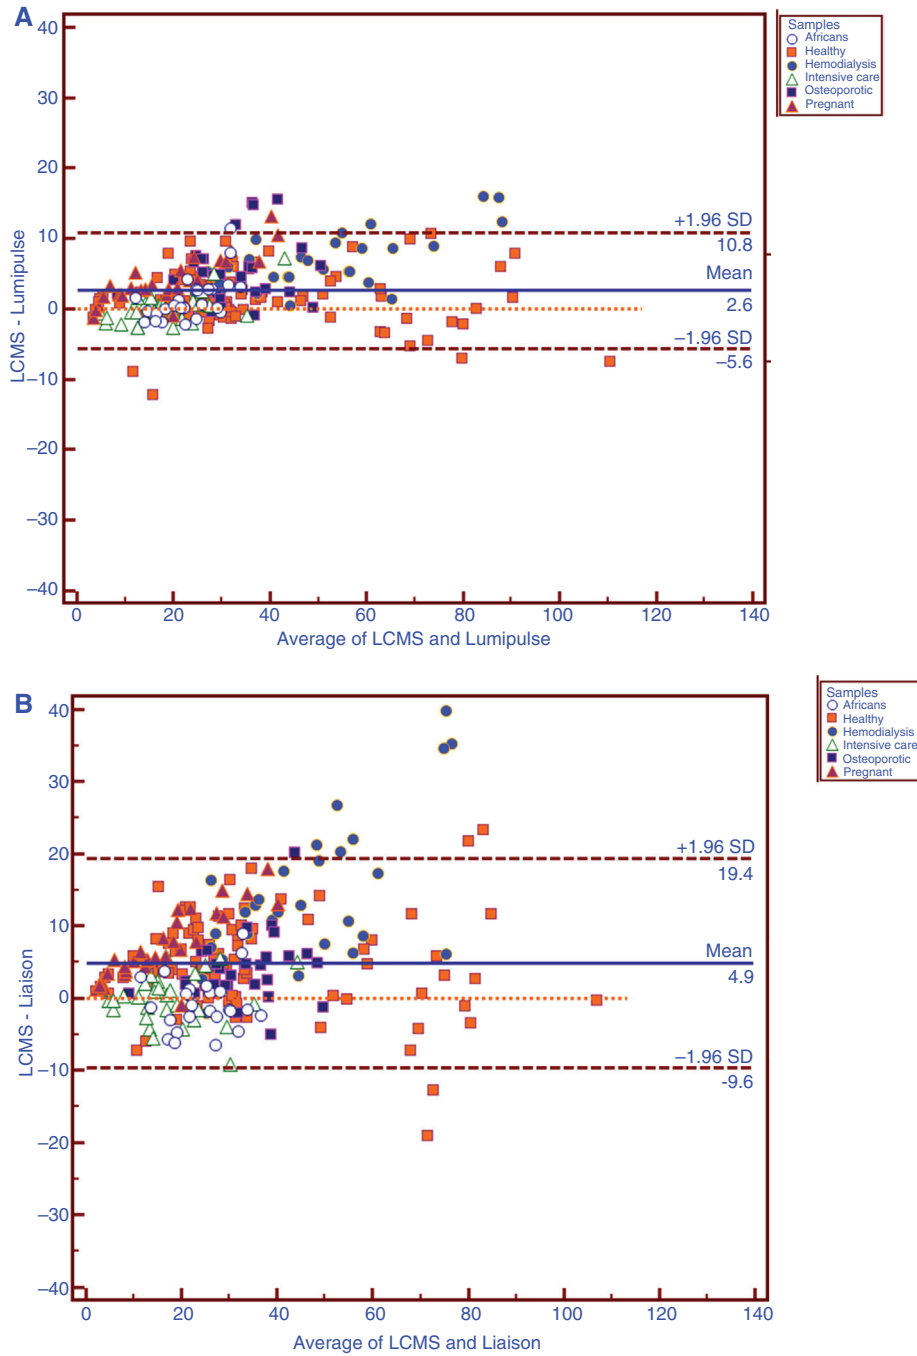 A
40
30
20
10
0
−10
−20
−30
−40
LCMS - Lumipulse
+1.96 SD
10.8
Mean
2.6
−1.96 SD
−5.6
0 20 40 60 80 100 120 140
Average of LCMS and Lumipulse
Samples
Africans
Healthy
Hemodialysis
Intensive care
Osteoporotic
Pregnant
B
40
30
20
10
0
−10
−20
−30
−40
LCMS - Liaison
+1.96 SD
19.4
Mean
4.9
−1.96 SD
-9.6
0 20 40 60 80 100 120 140
Average of LCMS and Liaison
Samples
Africans
Healthy
Hemodialysis
Intensive care
Osteoporotic
Pregnant